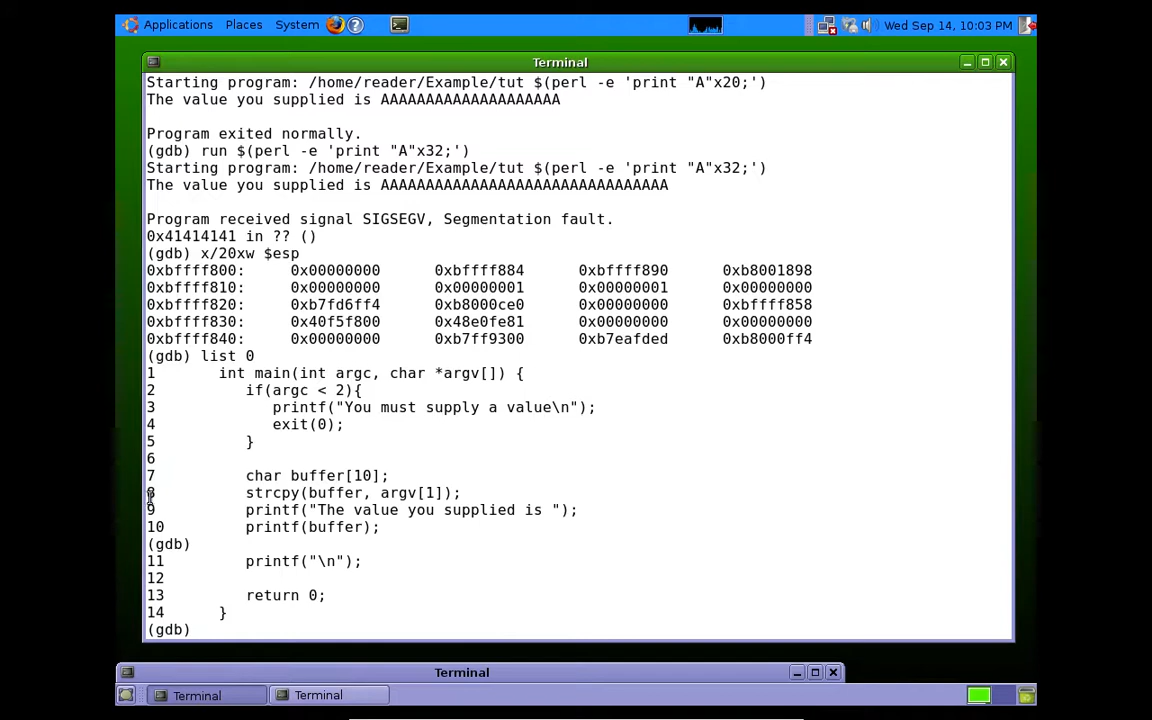 Applications Places System Wed Sep 14, 10:03 PM
Terminal
Starting program: /home/reader/Example/tut $(perl -e 'print "A"x20;')
The value you supplied is AAAAAAAAAAAAAAAAAAAA
Program exited normally.
(gdb) run $(perl -e 'print "A"x32;')
Starting program: /home/reader/Example/tut $(perl -e 'print "A"x32;')
The value you supplied is AAAAAAAAAAAAAAAAAAAAAAAAAAAAAAAA
Program received signal SIGSEGV, Segmentation fault.
0x41414141 in ?? ()
(gdb) x/20xw $esp
0xbffff800: 0x00000000 0xbffff884 0xbffff890 0xb8001898
0xbffff810: 0x00000000 0x00000001 0x00000001 0x00000000
0xbffff820: 0xb7fd6ff4 0xb8000ce0 0x00000000 0xbffff858
0xbffff830: 0x40f5f800 0x48e0fe81 0x00000000 0x00000000
0xbffff840: 0x00000000 0xb7ff9300 0xb7eafded 0xb8000ff4
(gdb) list 0
1 int main(int argc, char *argv[]) {
2 if(argc < 2){
3 printf("You must supply a value\n");
4 exit(0);
5 }
6
7 char buffer[10];
8 strcpy(buffer, argv[1]);
9 printf("The value you supplied is ");
10 printf(buffer);
(gdb)
11 printf("\n");
12
13 return 0;
14 }
(gdb)
Terminal
Terminal Terminal